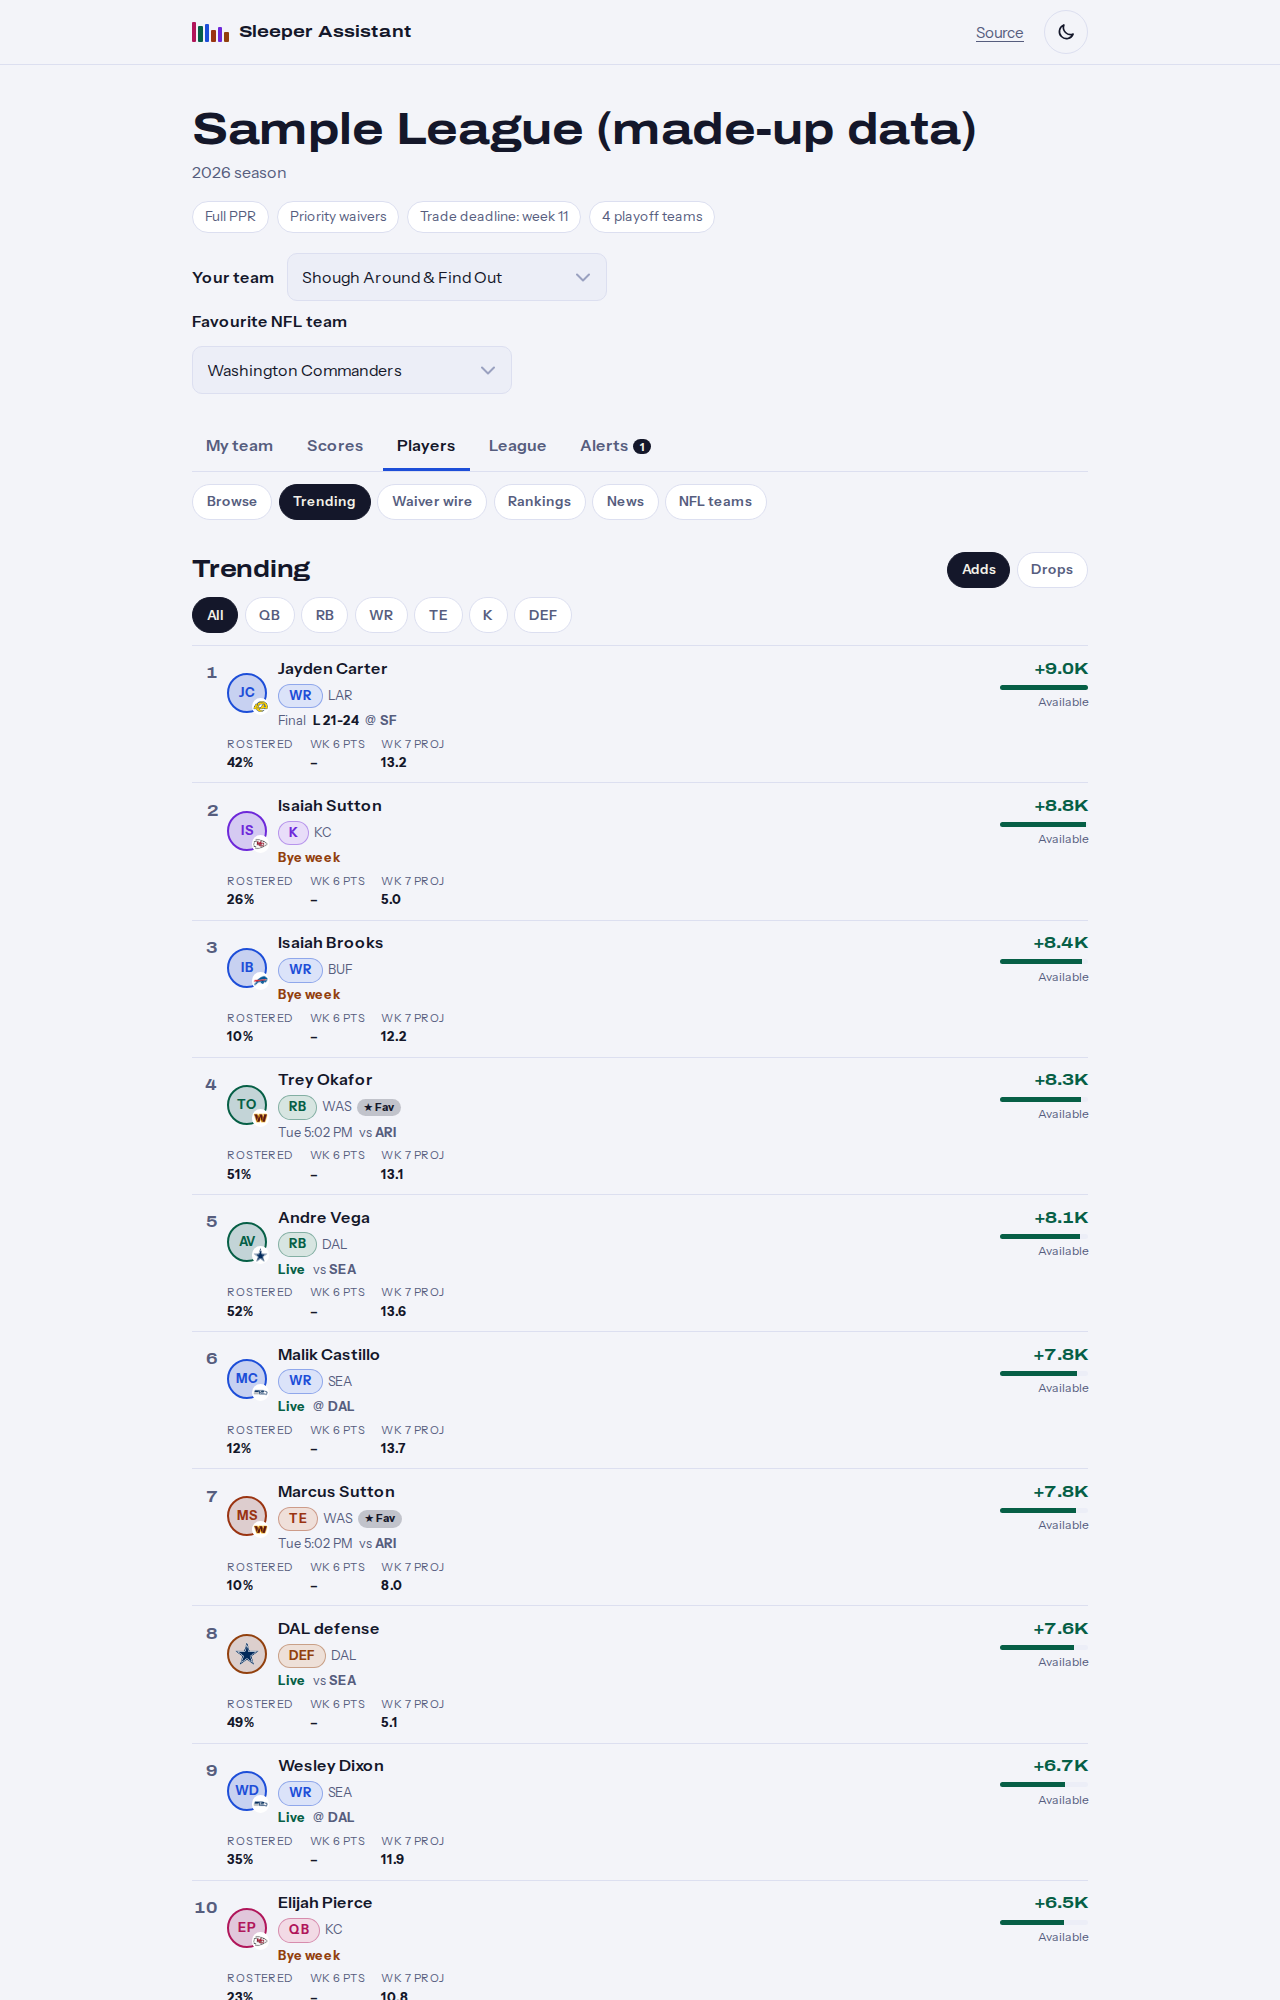 Sleeper Assistant
Source
Sample League (made-up data)
2026 season
Full PPR Priority waivers Trade deadline: week 11 4 playoff teams
Your team Shough Around & Find Out
Favourite NFL team
Washington Commanders
My team Scores Players League Alerts 1
Browse Trending Waiver wire Rankings News NFL teams
Trending
Adds Drops
All QB RB WR TE K DEF
1 JC Jayden Carter +9.0K
WR LAR Available
Final L 21-24 @ SF
ROSTERED WK 6 PTS WK 7 PROJ
42% – 13.2
2 IS Isaiah Sutton +8.8K
K KC Available
Bye week
ROSTERED WK 6 PTS WK 7 PROJ
26% – 5.0
3 IB Isaiah Brooks +8.4K
WR BUF Available
Bye week
ROSTERED WK 6 PTS WK 7 PROJ
10% – 12.2
4 TO Trey Okafor +8.3K
RB WAS ★ Fav Available
Tue 5:02 PM vs ARI
ROSTERED WK 6 PTS WK 7 PROJ
51% – 13.1
5 AV Andre Vega +8.1K
RB DAL Available
Live vs SEA
ROSTERED WK 6 PTS WK 7 PROJ
52% – 13.6
6 MC Malik Castillo +7.8K
WR SEA Available
Live @ DAL
ROSTERED WK 6 PTS WK 7 PROJ
12% – 13.7
7 MS Marcus Sutton +7.8K
TE WAS ★ Fav Available
Tue 5:02 PM vs ARI
ROSTERED WK 6 PTS WK 7 PROJ
10% – 8.0
8 DAL defense +7.6K
DEF DAL Available
Live vs SEA
ROSTERED WK 6 PTS WK 7 PROJ
49% – 5.1
9 WD Wesley Dixon +6.7K
WR SEA Available
Live @ DAL
ROSTERED WK 6 PTS WK 7 PROJ
35% – 11.9
10 EP Elijah Pierce +6.5K
QB KC Available
Bye week
ROSTERED WK 6 PTS WK 7 PROJ
23% – 10.8